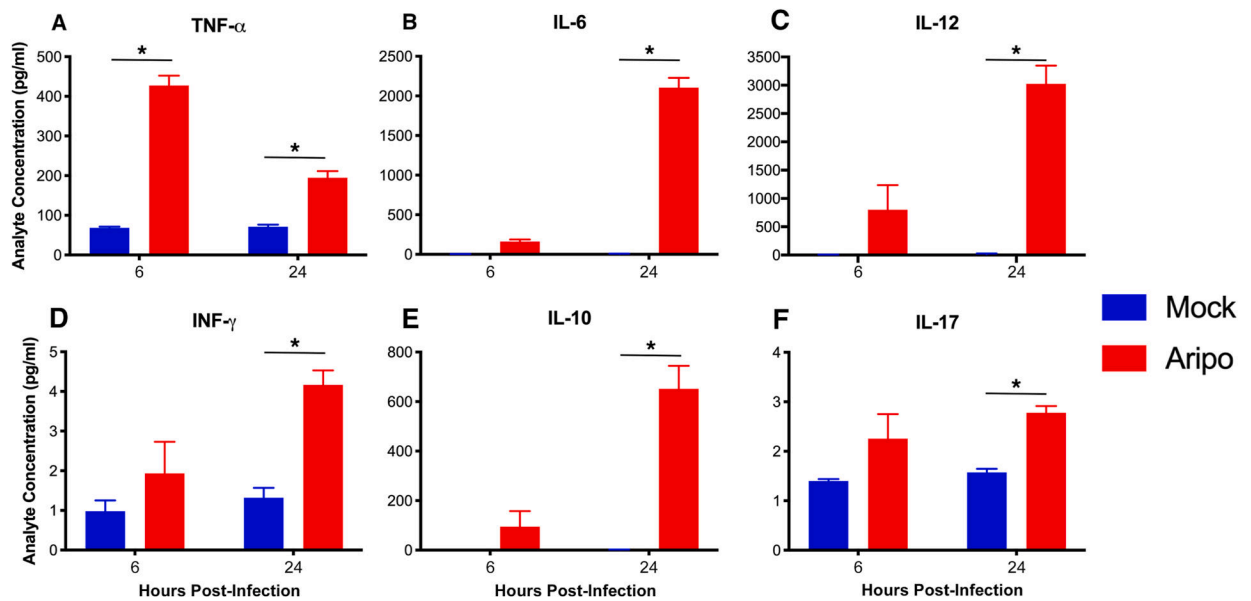 A
TNF-α
Analyte Concentration (pg/ml)
500
400
300
200
100
0
*
*
6
24
B
IL-6
2500
2000
1500
1000
500
0
*
6
24
C
IL-12
3500
3000
2500
2000
1500
1000
500
0
*
6
24
D
INF-γ
Analyte Concentration (pg/ml)
5
4
3
2
1
0
*
6
24
Hours Post-Infection
E
IL-10
800
600
400
200
0
*
6
24
Hours Post-Infection
F
IL-17
4
3
2
1
0
*
6
24
Hours Post-Infection
Mock
Aripo